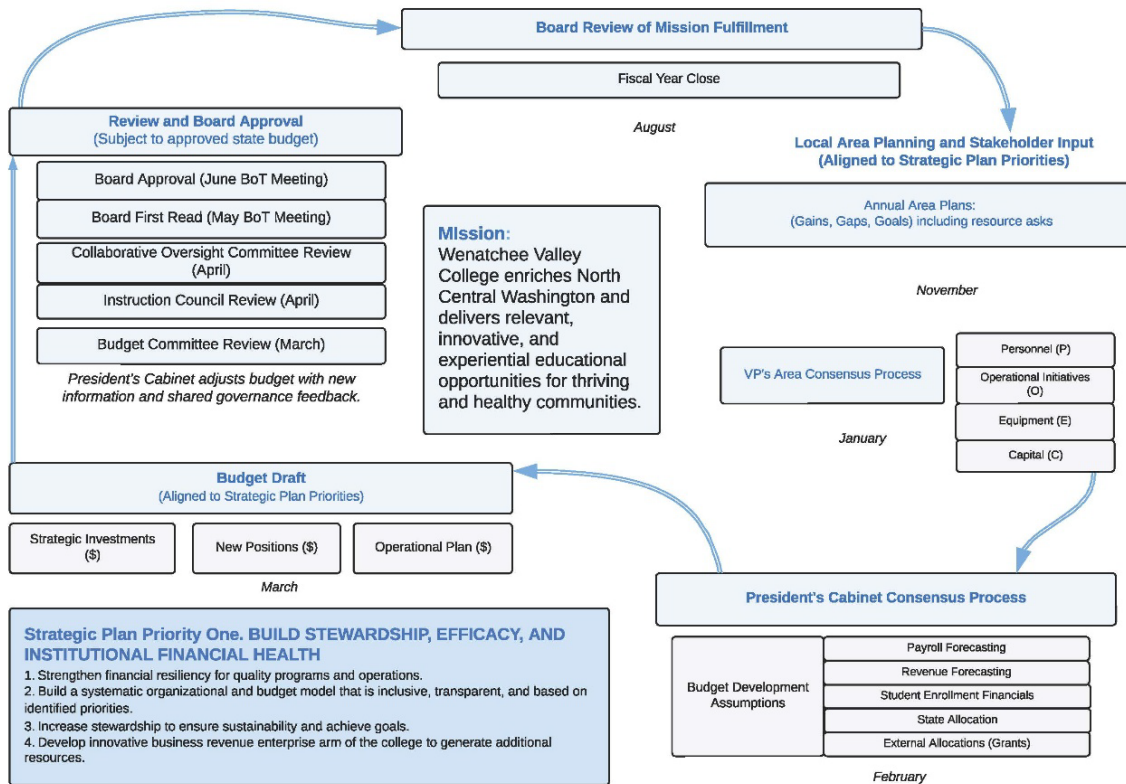 Board Review of Mission Fulfillment
Fiscal Year Close
August
Review and Board Approval
(Subject to approved state budget)
Board Approval (June BoT Meeting)
Board First Read (May BoT Meeting)
Collaborative Oversight Committee Review
(April)
Instruction Council Review (April)
Budget Committee Review (March)
President's Cabinet adjusts budget with new
information and shared governance feedback.
Local Area Planning and Stakeholder Input
(Aligned to Strategic Plan Priorities)
Annual Area Plans:
(Gains, Gaps, Goals) including resource asks
November
MIssion:
Wenatchee Valley
College enriches North
Central Washington and
delivers relevant,
innovative, and
experiential educational
opportunities for thriving
and healthy communities.
VP's Area Consensus Process
Personnel (P)
Operational Initiatives
(O)
Equipment (E)
Capital (C)
January
Budget Draft
(Aligned to Strategic Plan Priorities)
Strategic Investments
($)
New Positions ($)
Operational Plan ($)
March
President's Cabinet Consensus Process
Budget Development
Assumptions
Payroll Forecasting
Revenue Forecasting
Student Enrollment Financials
State Allocation
External Allocations (Grants)
February
Strategic Plan Priority One. BUILD STEWARDSHIP, EFFICACY, AND
INSTITUTIONAL FINANCIAL HEALTH
1. Strengthen financial resiliency for quality programs and operations.
2. Build a systematic organizational and budget model that is inclusive, transparent, and based on
identified priorities.
3. Increase stewardship to ensure sustainability and achieve goals.
4. Develop innovative business revenue enterprise arm of the college to generate additional
resources.